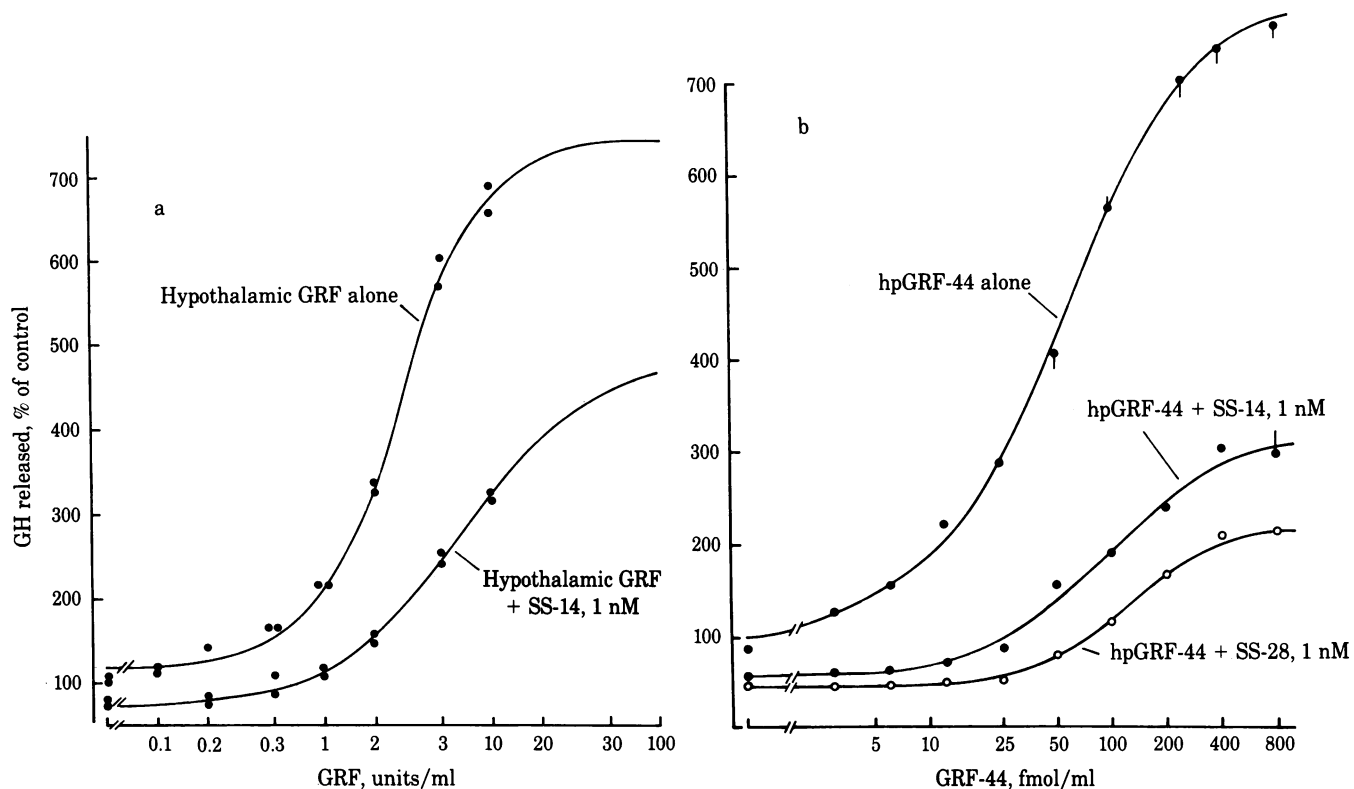 a
GH released, % of control
700
600
500
400
300
200
100
Hypothalamic GRF alone
Hypothalamic GRF
+ SS-14, 1 nM
0.1 0.2 0.3 1 2 3 10 20 30 100
GRF, units/ml
b
700
600
500
400
300
200
100
hpGRF-44 alone
hpGRF-44 + SS-14, 1 nM
hpGRF-44 + SS-28, 1 nM
5 10 25 50 100 200 400 800
GRF-44, fmol/ml